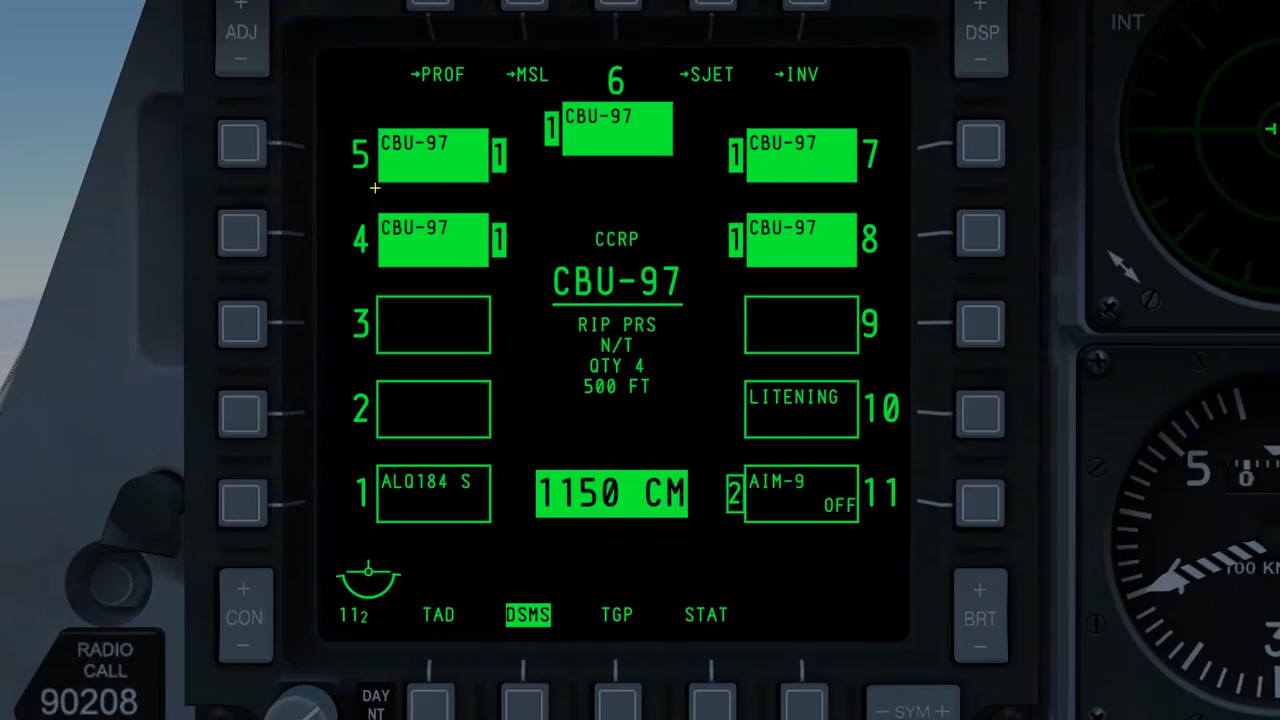 ADJ
DSP
INT
→PROF →MSL 6 →SJET →INV
1 CBU-97
5 CBU-97 1
1 CBU-97 7
4 CBU-97 1
1 CBU-97 8
CCRP
CBU-97
3
RIP PRS
9
N/T
QTY 4
500 FT
2
LITENING 10
1 ALQ184 S
1150 CM
2 AIM-9 OFF 11
5 0
100
3
CON
BRT
112 TAD DSMS TGP STAT
RADIO
CALL
90208
DAY
NT
- SYM +